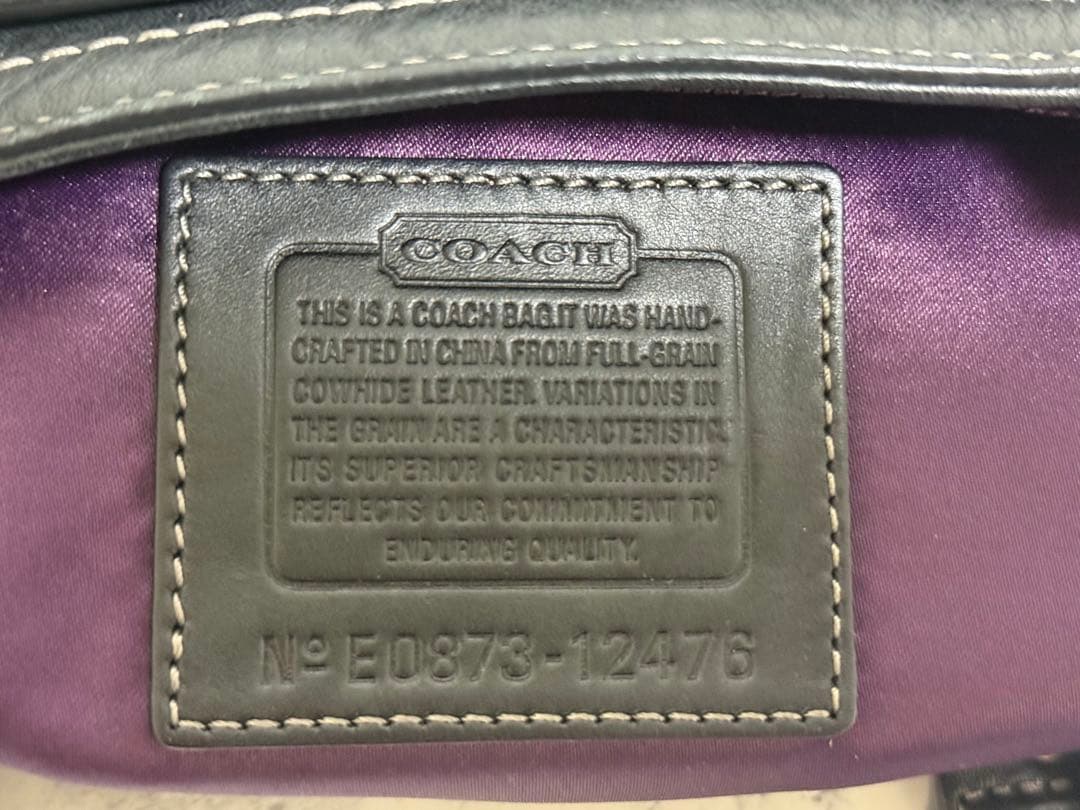 COACH
THIS IS A COACH BAG.IT WAS HAND-
CRAFTED IN CHINA FROM FULL-GRAIN
COWHIDE LEATHER. VARIATIONS IN
THE GRAIN ARE A CHARACTERISTIC.
ITS SUPERIOR CRAFTSMANSHIP
REFLECTS OUR COMMITMENT TO
ENDURING QUALITY.
Nº E0873-12476